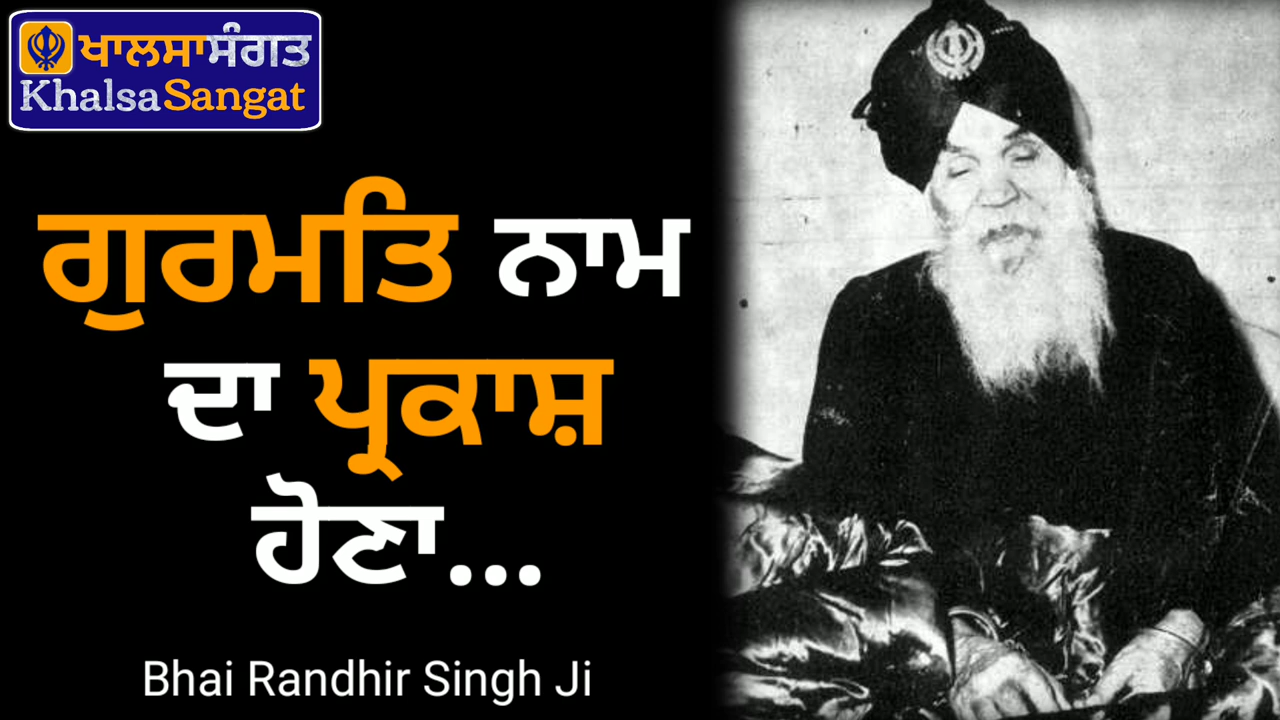 ਖਾਲਸਾਸੰਗਤ
KhalsaSangat
ਗੁਰਮਤਿ ਨਾਮ
ਦਾ ਪ੍ਰਕਾਸ਼
ਹੋਣਾ...
Bhai Randhir Singh Ji